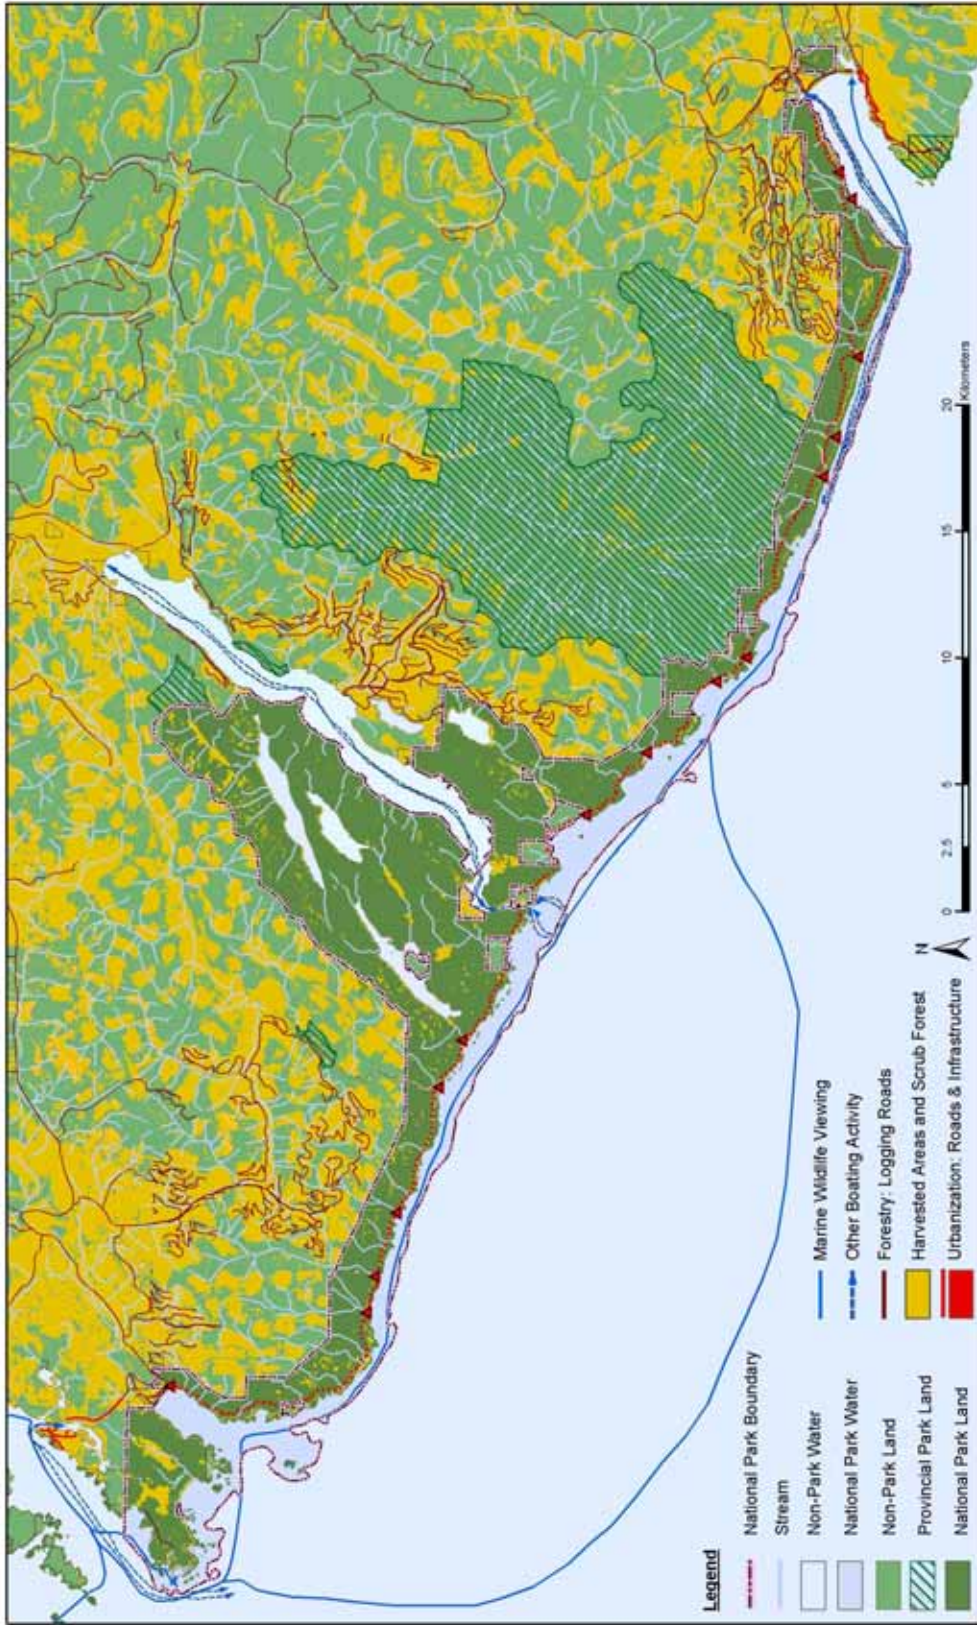 Legend
National Park Boundary
Stream
Non-Park Water
National Park Water
Non-Park Land
Provincial Park Land
National Park Land
Marine Wildlife Viewing
Other Boating Activity
Forestry: Logging Roads
Harvested Areas and Scrub Forest
Urbanization: Roads & Infrastructure
N
0 2.5 5 10 15 20
Kilometers